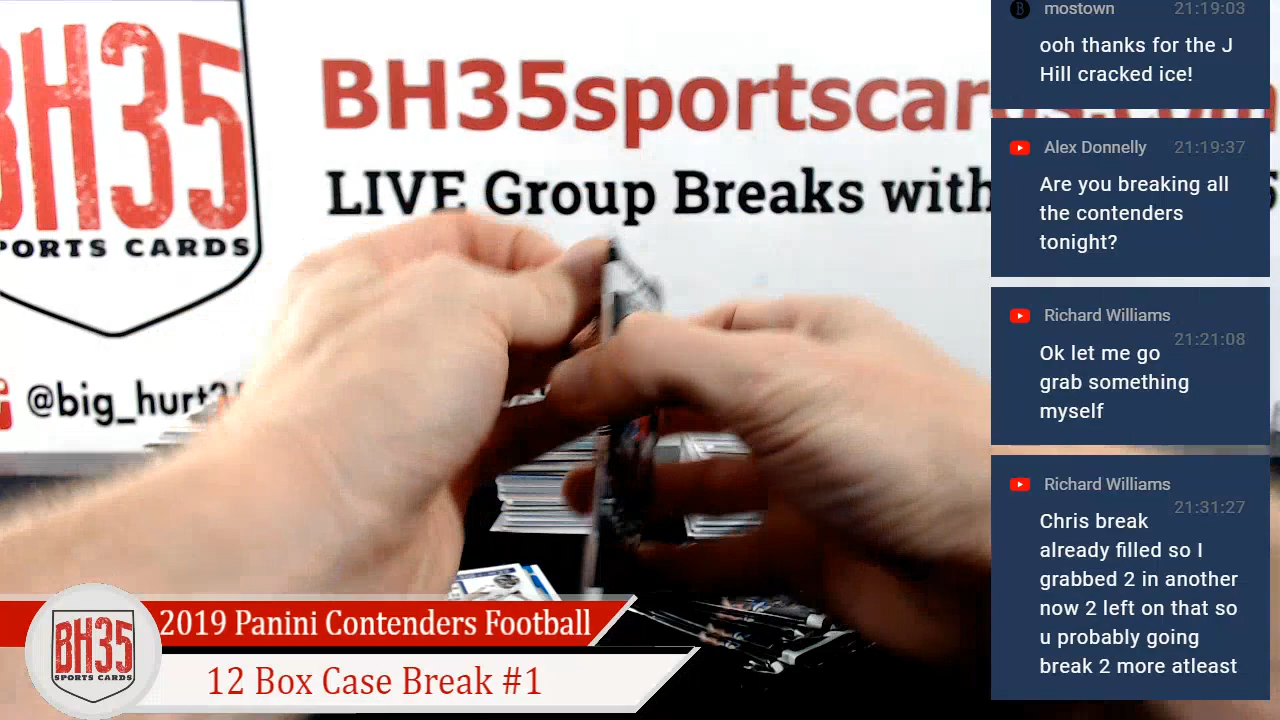 BH35
SPORTS CARDS
@big_hurt3
BH35sportscards.com
LIVE Group Breaks with
mostown 21:19:03
ooh thanks for the J
Hill cracked ice!
Alex Donnelly 21:19:37
Are you breaking all
the contenders
tonight?
Richard Williams
21:21:08
Ok let me go
grab something
myself
Richard Williams
21:31:27
Chris break
already filled so I
grabbed 2 in another
now 2 left on that so
u probably going
break 2 more atleast
BH35
SPORTS CARDS
2019 Panini Contenders Football
12 Box Case Break #1